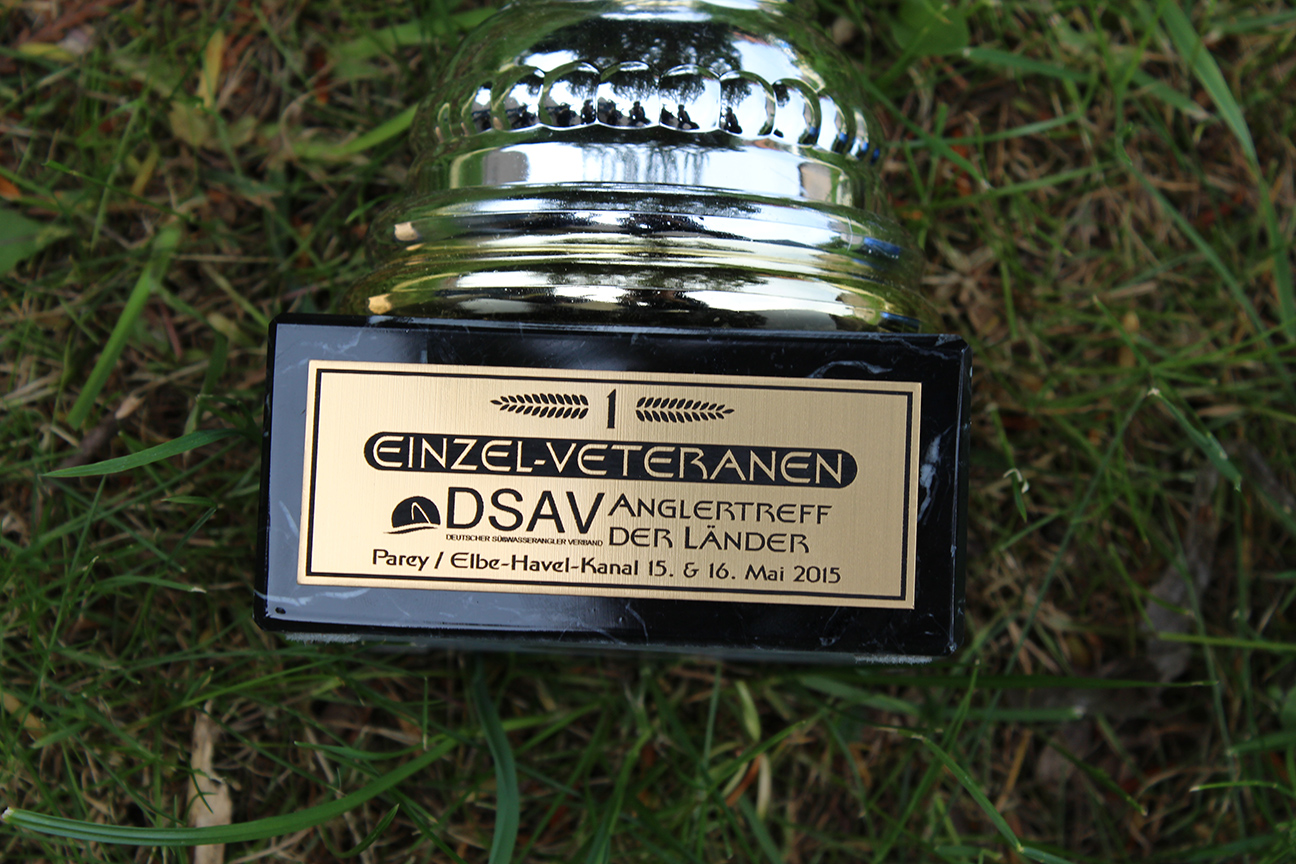 1
EINZEL-VETERANEN
DSAV ANGLERTREFF
DEUTSCHER SÜßWASSERANGLER VERBAND DER LÄNDER
Parey / Elbe-Havel-Kanal 15. & 16. Mai 2015